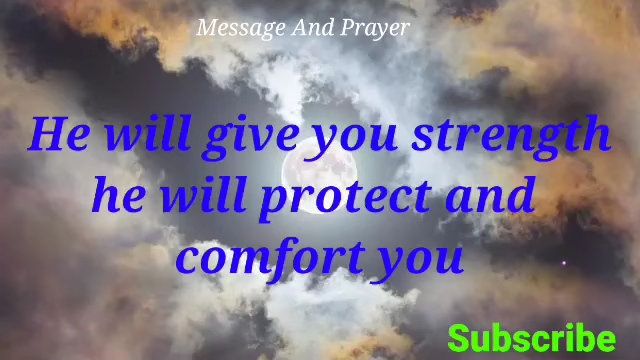 Message And Prayer
He will give you strength
he will protect and
comfort you
Subscribe